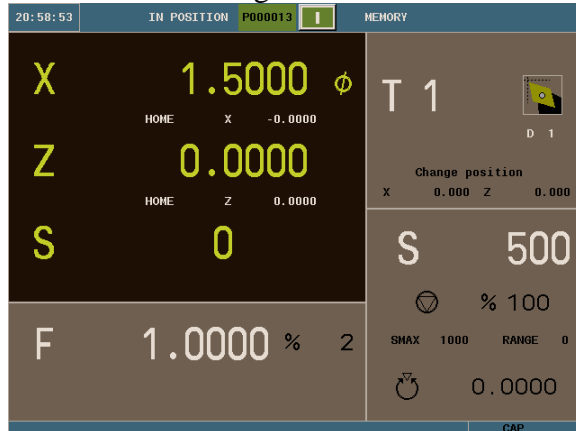 20:58:53 IN POSITION P000013 MEMORY
X 1.5000 ø
HOME X -0.0000
Z 0.0000
HOME Z 0.0000
S 0
F 1.0000 % 2
T 1
D 1
Change position
X 0.000 Z 0.000
S 500
% 100
SMAX 1000 RANGE 0
0.0000
CAP